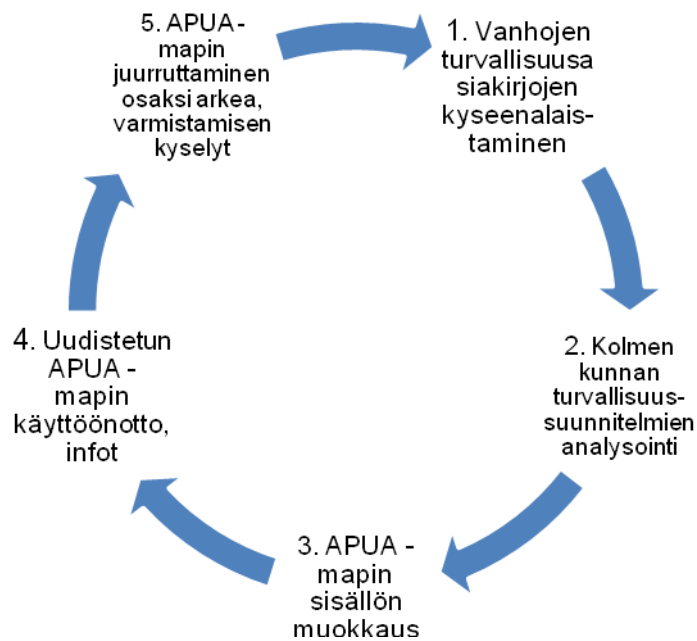 1. Vanhojen
turvallisuusa
siakirjojen
kyseenalais-
taminen
2. Kolmen
kunnan
turvallisuus-
suunnitelmien
analysointi
3. APUA -
mapin
sisällön
muokkaus
4. Uudistetun
APUA -
mapin
käyttöönotto,
infot
5. APUA -
mapin
juurruttaminen
osaksi arkea,
varmistamisen
kyselyt